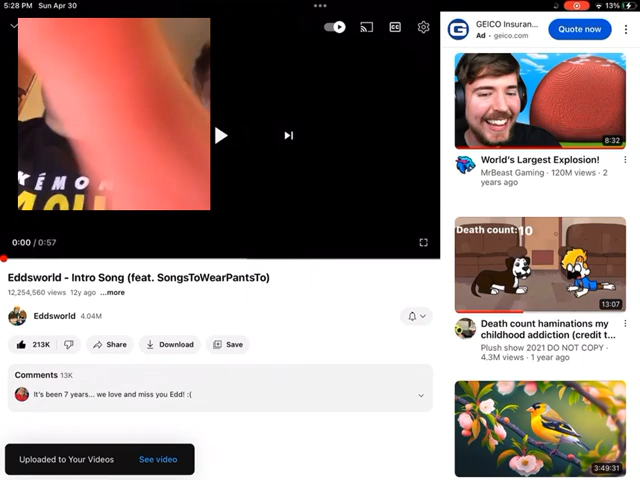 5:28 PM Sun Apr 30
13%
GEICO Insuran...
Ad · geico.com
Quote now
KÉMON
8:32
World's Largest Explosion!
MrBeast Gaming · 120M views · 2
years ago
0:00 / 0:57
Death count:10
13:07
Eddsworld - Intro Song (feat. SongsToWearPantsTo)
12,254,560 views 12y ago ...more
Eddsworld 4.04M
Death count haminations my
childhood addiction (credit t...
Plush show 2021 DO NOT COPY ·
4.3M views · 1 year ago
213K
Share
Download
Save
Comments 13K
It's been 7 years... we love and miss you Edd! :(
Uploaded to Your Videos
See video
3:49:31